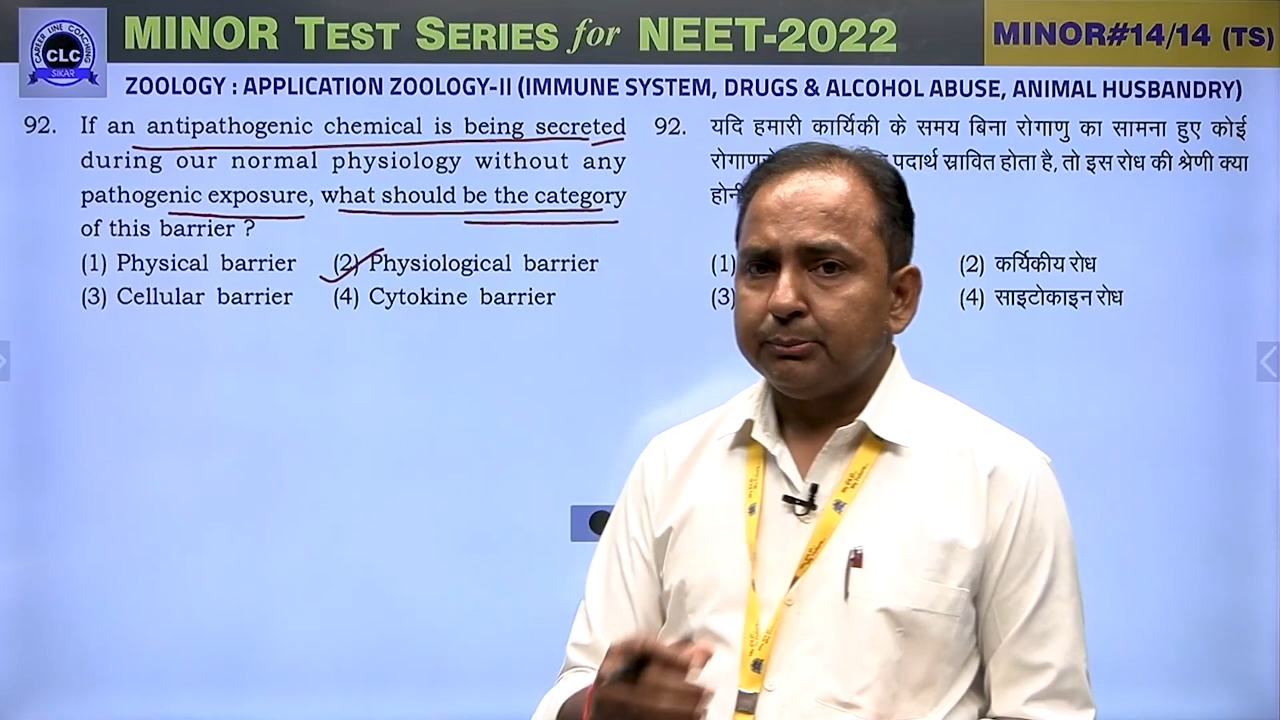 CAREER LINE COACHING
CLC
SIKAR
MINOR TEST SERIES for NEET-2022
MINOR#14/14 (TS)
ZOOLOGY : APPLICATION ZOOLOGY-II (IMMUNE SYSTEM, DRUGS & ALCOHOL ABUSE, ANIMAL HUSBANDRY)
92. If an antipathogenic chemical is being secreted
during our normal physiology without any
pathogenic exposure, what should be the category
of this barrier ?
(1) Physical barrier (2) Physiological barrier
(3) Cellular barrier (4) Cytokine barrier
92. यदि हमारी कार्यिकी के समय बिना रोगाणु का सामना हुए कोई
पदार्थ स्रावित होता है, तो इस रोध की श्रेणी क्या
(1) (2) कर्यिकीय रोध
(3) (4) साइटोकाइन रोध